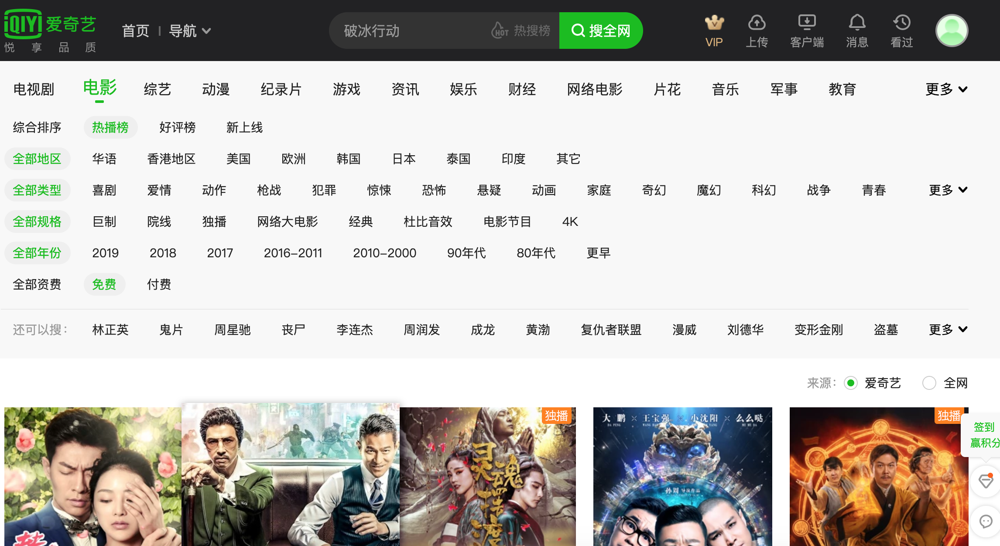 iQIYI 爱奇艺
悦享品质
首页 导航
破冰行动 HOT 热搜榜 搜全网
VIP 上传 客户端 消息 看过
电视剧 电影 综艺 动漫 纪录片 游戏 资讯 娱乐 财经 网络电影 片花 音乐 军事 教育 更多
综合排序 热播榜 好评榜 新上线
全部地区 华语 香港地区 美国 欧洲 韩国 日本 泰国 印度 其它
全部类型 喜剧 爱情 动作 枪战 犯罪 惊悚 恐怖 悬疑 动画 家庭 奇幻 魔幻 科幻 战争 青春 更多
全部规格 巨制 院线 独播 网络大电影 经典 杜比音效 电影节目 4K
全部年份 2019 2018 2017 2016-2011 2010-2000 90年代 80年代 更早
全部资费 免费 付费
还可以搜： 林正英 鬼片 周星驰 丧尸 李连杰 周润发 成龙 黄渤 复仇者联盟 漫威 刘德华 变形金刚 盗墓 更多
来源： 爱奇艺 全网
独播
灵魂摆渡
大鹏 × 王宝强 × 小沈阳 × 么么哒
孙周 导演作品
独播
签到
赢积分